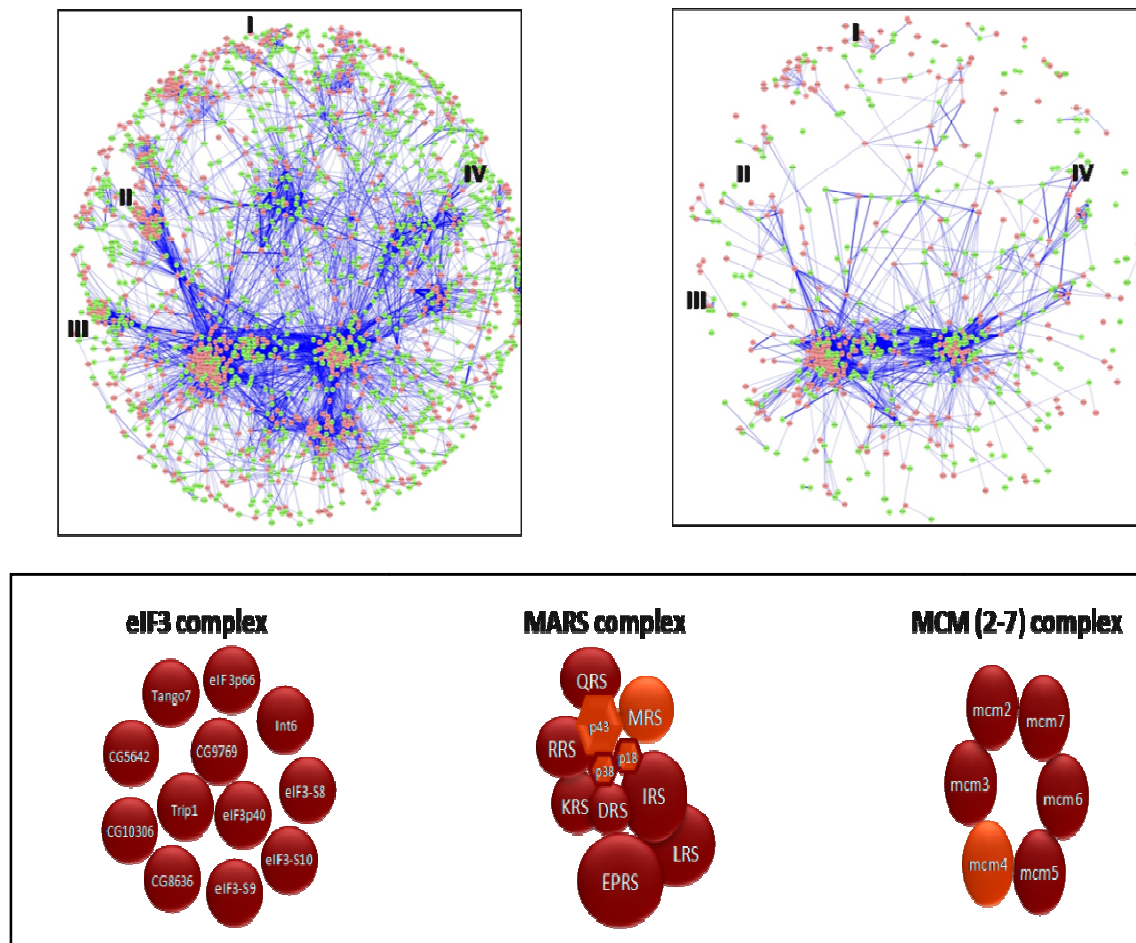 I
II
III
IV
I
II
III
IV
eIF3 complex
Tango7
eIF3p66
Int6
CG5642
CG9769
eIF3-S8
Trip1
eIF3p40
CG10306
eIF3-S10
CG8636
eIF3-S9
MARS complex
QRS
MRS
p43
RRS
p18
p38
IRS
KRS
DRS
LRS
EPRS
MCM (2-7) complex
mcm2
mcm7
mcm3
mcm6
mcm4
mcm5